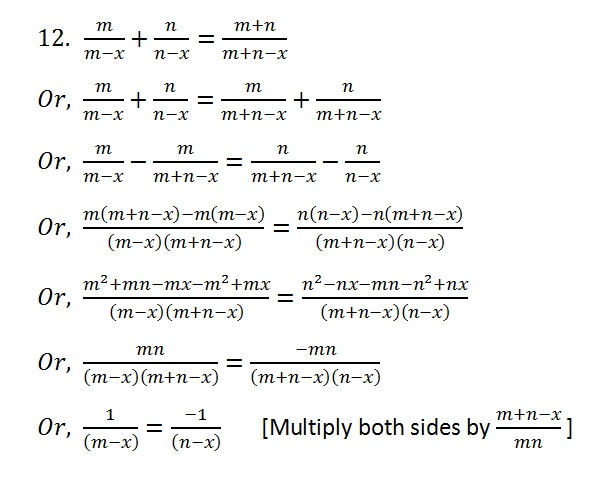 12. m/(m−x) + n/(n−x) = (m+n)/(m+n−x)
Or, m/(m−x) + n/(n−x) = m/(m+n−x) + n/(m+n−x)
Or, m/(m−x) − m/(m+n−x) = n/(m+n−x) − n/(n−x)
Or, (m(m+n−x)−m(m−x))/((m−x)(m+n−x)) = (n(n−x)−n(m+n−x))/((m+n−x)(n−x))
Or, (m²+mn−mx−m²+mx)/((m−x)(m+n−x)) = (n²−nx−mn−n²+nx)/((m+n−x)(n−x))
Or, mn/((m−x)(m+n−x)) = −mn/((m+n−x)(n−x))
Or, 1/(m−x) = −1/(n−x) [Multiply both sides by (m+n−x)/mn ]